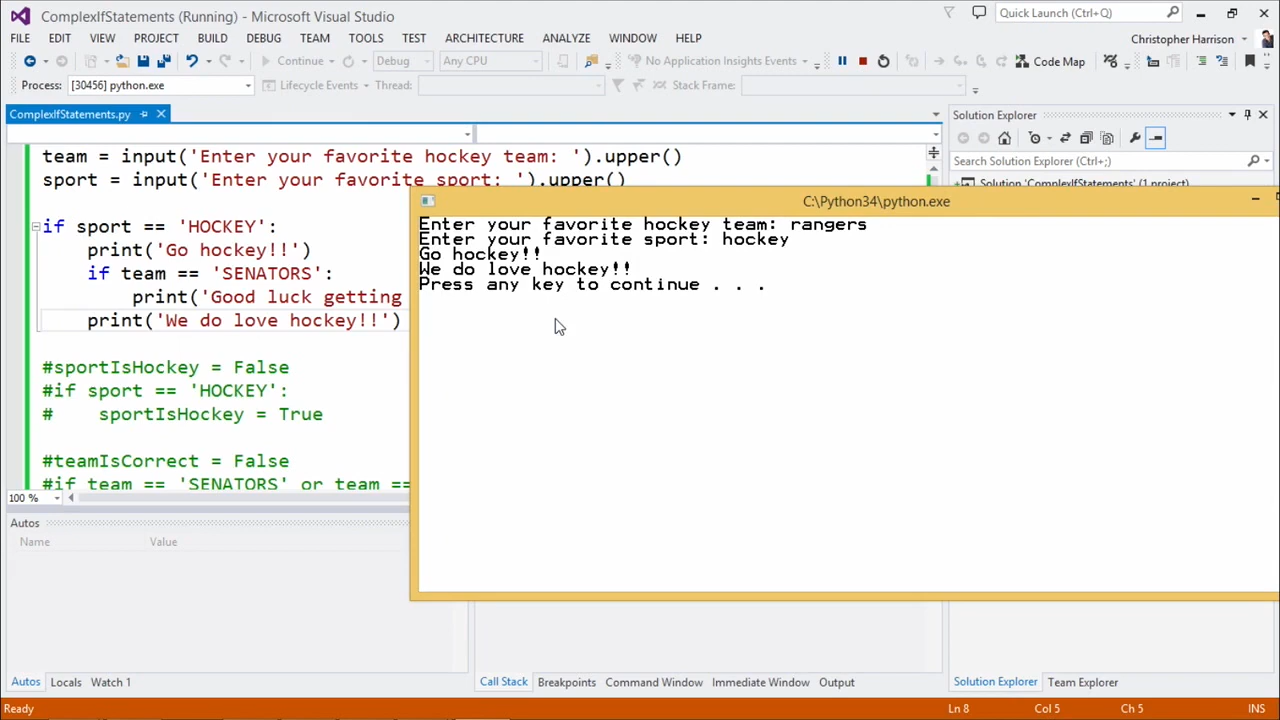 ComplexIfStatements (Running) - Microsoft Visual Studio
Quick Launch (Ctrl+Q)
FILE EDIT VIEW PROJECT BUILD DEBUG TEAM TOOLS TEST ARCHITECTURE ANALYZE WINDOW HELP
Christopher Harrison
Continue Debug Any CPU No Application Insights Events Code Map
Process: [30456] python.exe Lifecycle Events Thread: Stack Frame:
ComplexIfStatements.py
Solution Explorer
Search Solution Explorer (Ctrl+;)
Solution 'ComplexIfStatements' (1 project)
team = input('Enter your favorite hockey team: ').upper()
sport = input('Enter your favorite sport: ').upper()
if sport == 'HOCKEY':
print('Go hockey!!')
if team == 'SENATORS':
print('Good luck getting
print('We do love hockey!!')
#sportIsHockey = False
#if sport == 'HOCKEY':
# sportIsHockey = True
#teamIsCorrect = False
#if team == 'SENATORS' or team ==
100 %
C:\Python34\python.exe
Enter your favorite hockey team: rangers
Enter your favorite sport: hockey
Go hockey!!
We do love hockey!!
Press any key to continue . . .
Autos
Name Value
Autos Locals Watch 1
Call Stack Breakpoints Command Window Immediate Window Output
Solution Explorer Team Explorer
Ready Ln 8 Col 5 Ch 5 INS